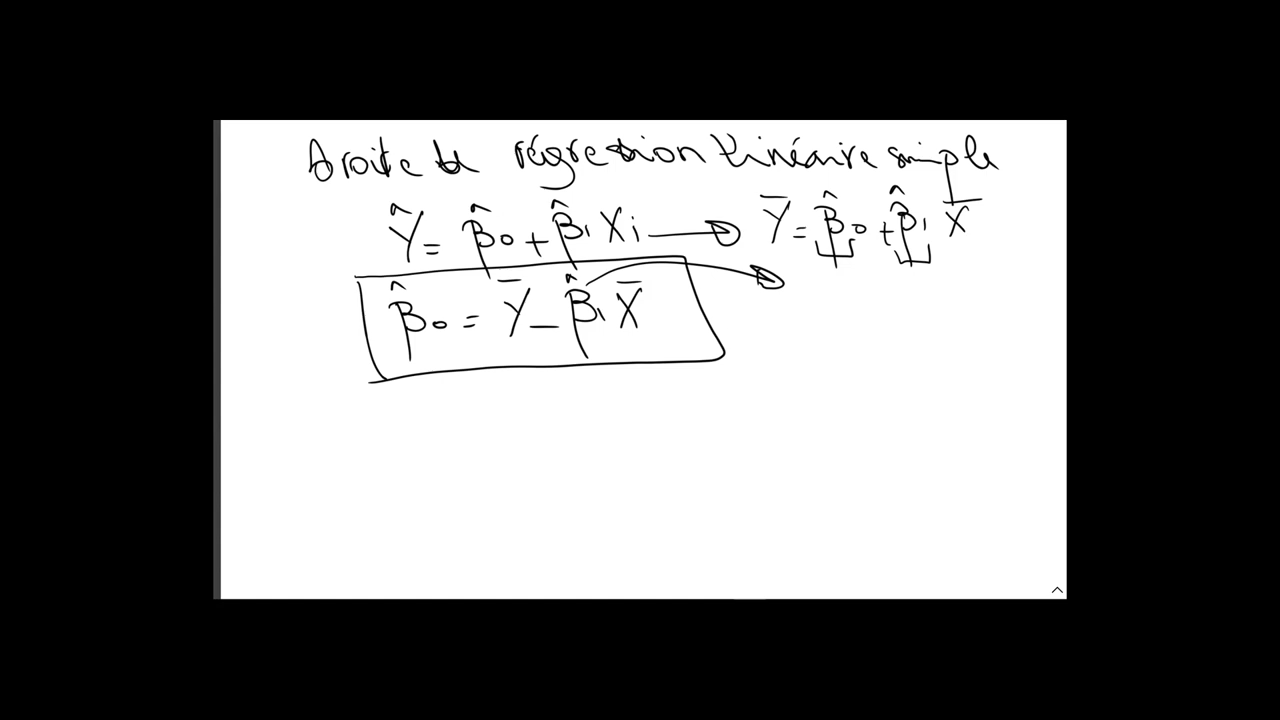 Droite de régression linéaire simple
Ŷ = β̂₀ + β̂₁ Xi → Ȳ = β̂₀ + β̂₁ X̄
β̂₀ = Ȳ − β̂₁ X̄ →